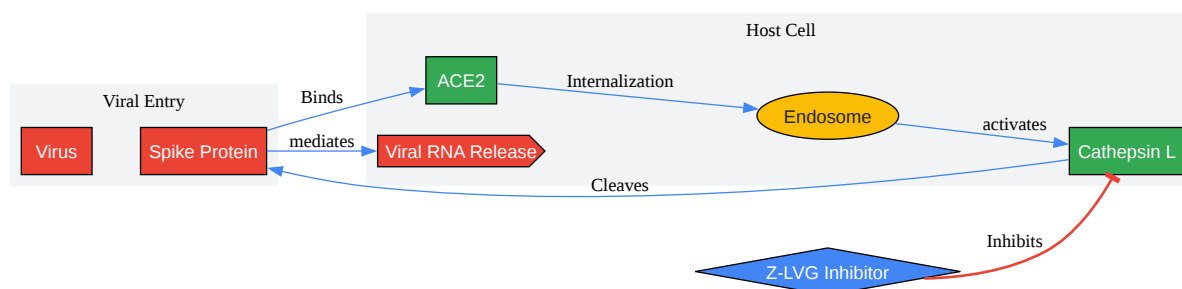 Host Cell
Viral Entry
Virus
Spike Protein
Binds
mediates
ACE2
Internalization
Viral RNA Release
Endosome
activates
Cathepsin L
Cleaves
Inhibits
Z-LVG Inhibitor